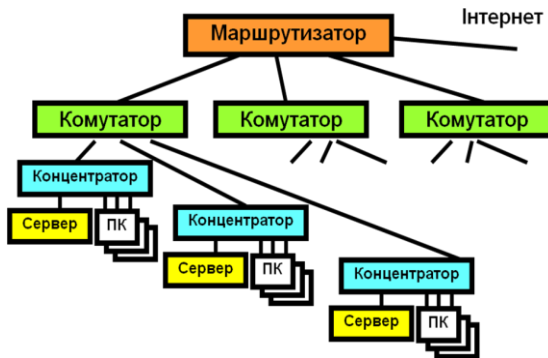 Інтернет
Маршрутизатор
Комутатор
Комутатор
Комутатор
Концентратор
Сервер
ПК
Концентратор
Сервер
ПК
Концентратор
Сервер
ПК